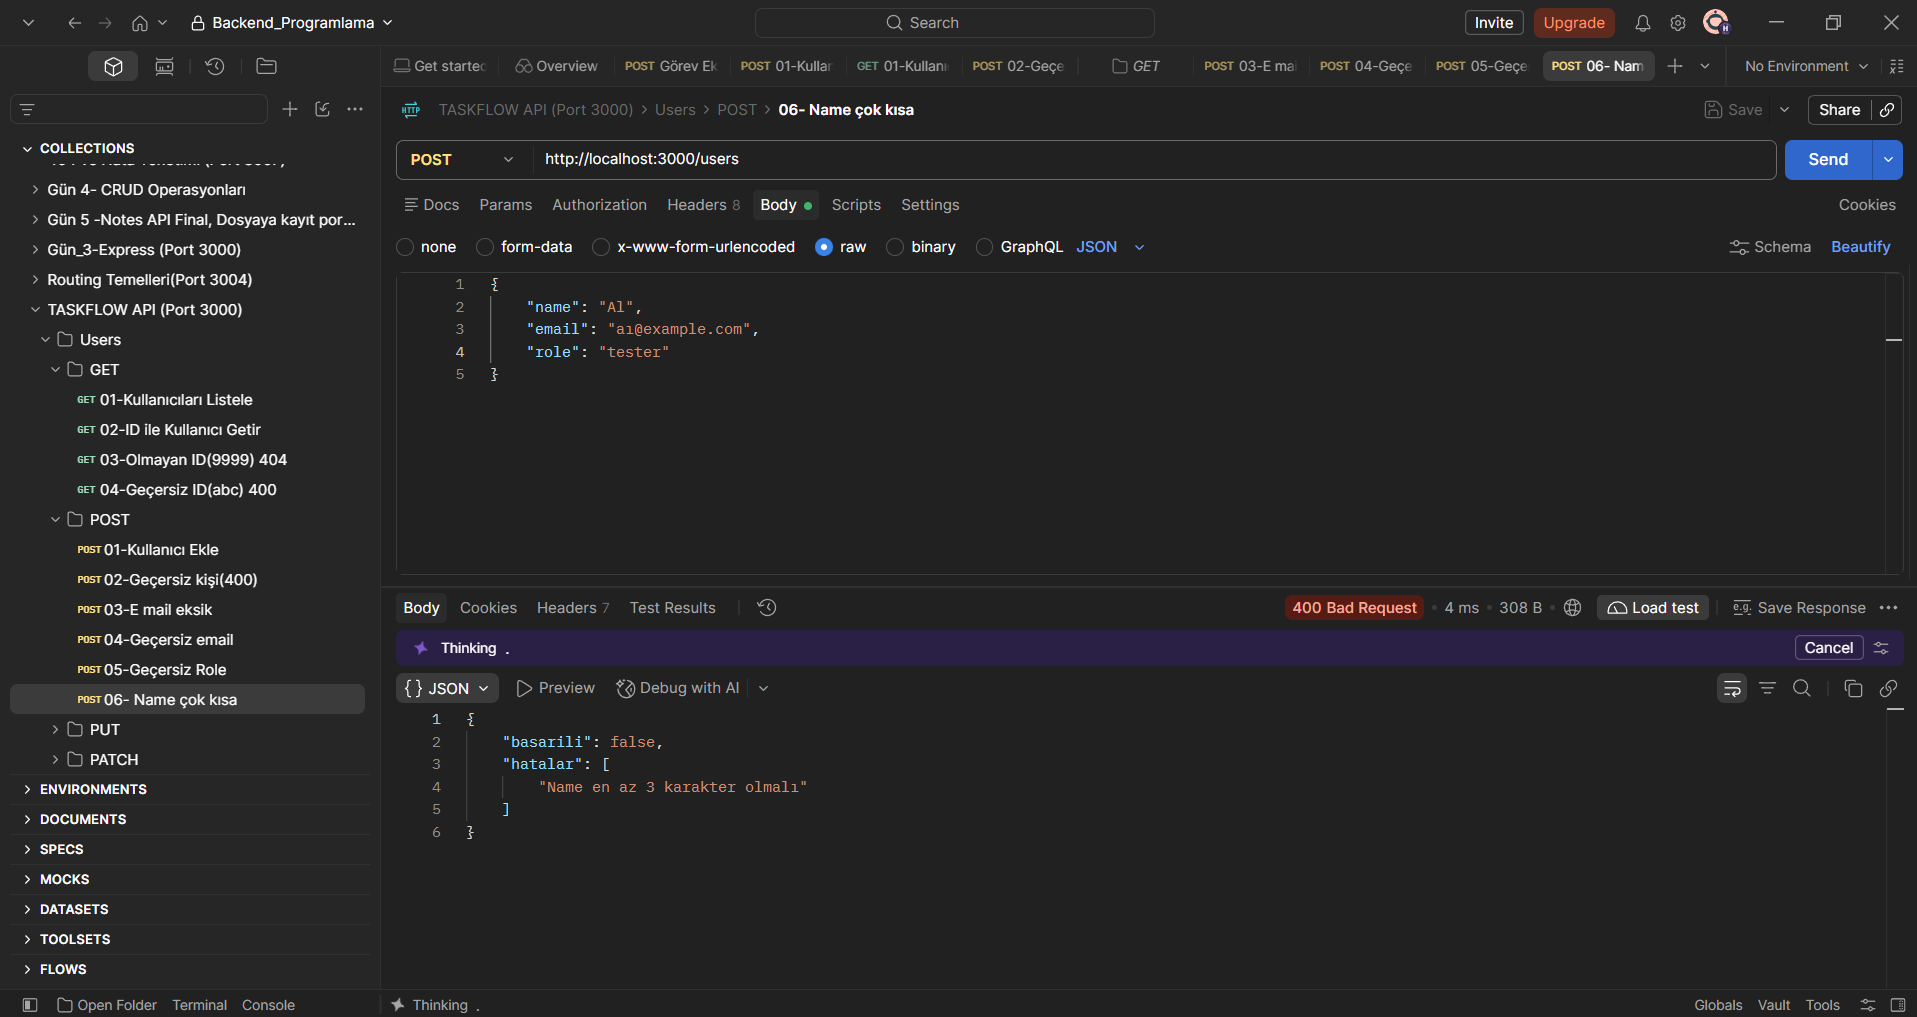 Backend_Programlama
Search
Invite
Upgrade
Get started
Overview
POST Görev Ek
POST 01-Kullar
GET 01-Kullanı
POST 02-Geçe
GET
POST 03-E mai
POST 04-Geçe
POST 05-Geçe
POST 06- Nam
No Environment
COLLECTIONS
Gün 4- CRUD Operasyonları
Gün 5 -Notes API Final, Dosyaya kayıt por...
Gün_3-Express (Port 3000)
Routing Temelleri(Port 3004)
TASKFLOW API (Port 3000)
Users
GET
GET 01-Kullanıcıları Listele
GET 02-ID ile Kullanıcı Getir
GET 03-Olmayan ID(9999) 404
GET 04-Geçersiz ID(abc) 400
POST
POST 01-Kullanıcı Ekle
POST 02-Geçersiz kişi(400)
POST 03-E mail eksik
POST 04-Geçersiz email
POST 05-Geçersiz Role
POST 06- Name çok kısa
PUT
PATCH
ENVIRONMENTS
DOCUMENTS
SPECS
MOCKS
DATASETS
TOOLSETS
FLOWS
HTTP TASKFLOW API (Port 3000) > Users > POST > 06- Name çok kısa
Save
Share
POST http://localhost:3000/users
Send
Docs Params Authorization Headers 8 Body Scripts Settings
Cookies
none form-data x-www-form-urlencoded raw binary GraphQL JSON
Schema Beautify
1 {
2 "name": "Al",
3 "email": "aı@example.com",
4 "role": "tester"
5 }
Body Cookies Headers 7 Test Results
400 Bad Request • 4 ms • 308 B
Load test
e.g. Save Response
Thinking .
Cancel
{} JSON Preview Debug with AI
1 {
2 "basarili": false,
3 "hatalar": [
4 "Name en az 3 karakter olmalı"
5 ]
6 }
Open Folder Terminal Console
Thinking .
Globals Vault Tools